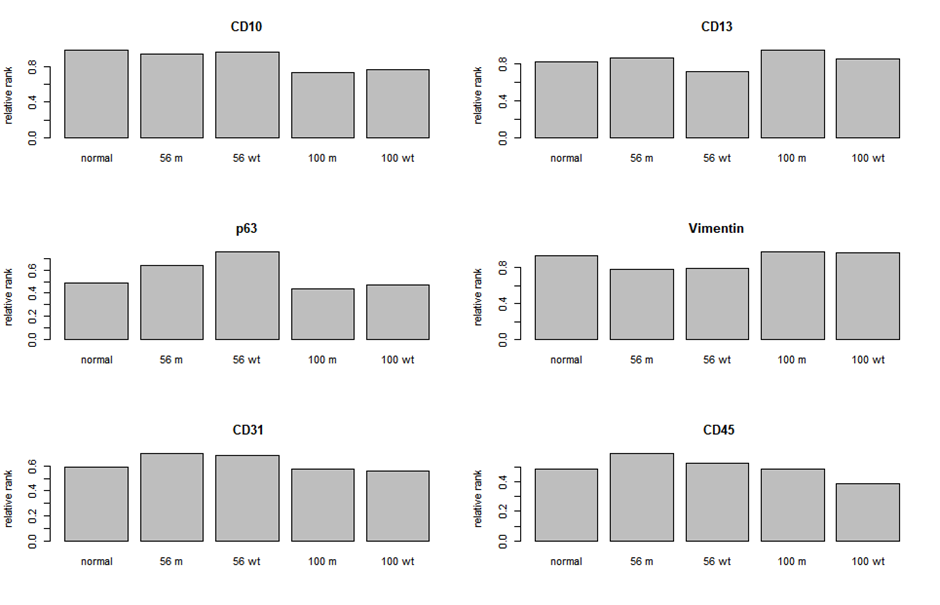 CD10
relative rank
0.0 0.4 0.8
normal 56 m 56 wt 100 m 100 wt
CD13
relative rank
0.0 0.4 0.8
normal 56 m 56 wt 100 m 100 wt
p63
relative rank
0.0 0.2 0.4 0.6
normal 56 m 56 wt 100 m 100 wt
Vimentin
relative rank
0.0 0.4 0.8
normal 56 m 56 wt 100 m 100 wt
CD31
relative rank
0.0 0.2 0.4 0.6
normal 56 m 56 wt 100 m 100 wt
CD45
relative rank
0.0 0.2 0.4
normal 56 m 56 wt 100 m 100 wt